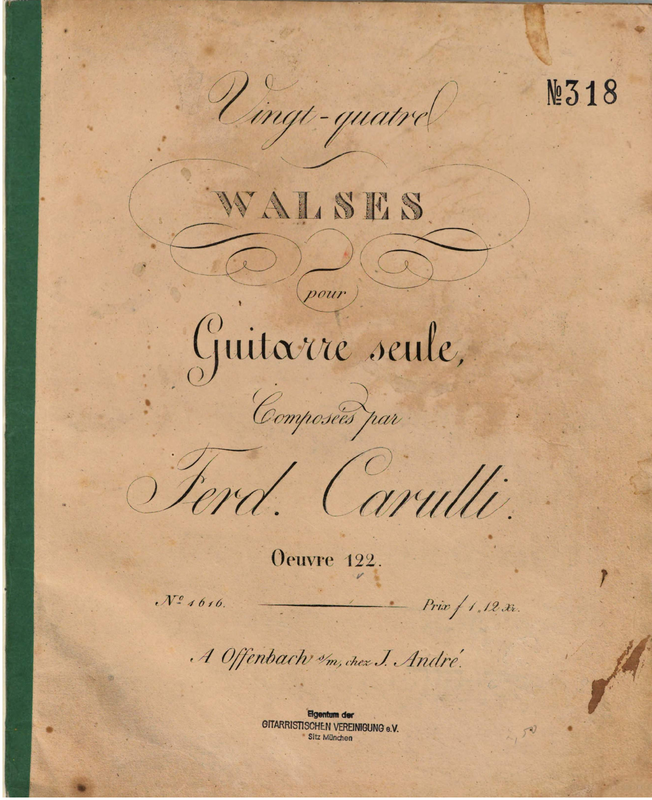 №318
Vingt-quatre
WALSES
pour
Guitarre seule,
Composées par
Ferd. Carulli.
Oeuvre 122.
Nº 4616. Prix f 1. 12 Xr.
A Offenbach a/m, chez J. André.
Eigentum der
GITARRISTISCHEN VEREINIGUNG e.V.
Sitz München